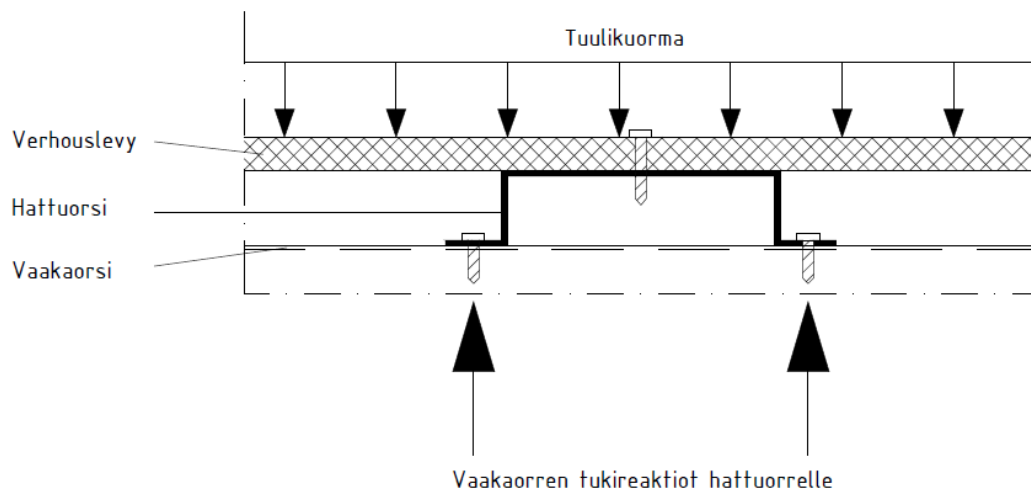 Tuulikuorma
Verhouslevy
Hattuorsi
Vaakaorsi
Vaakaorren tukireaktiot hattuorrelle